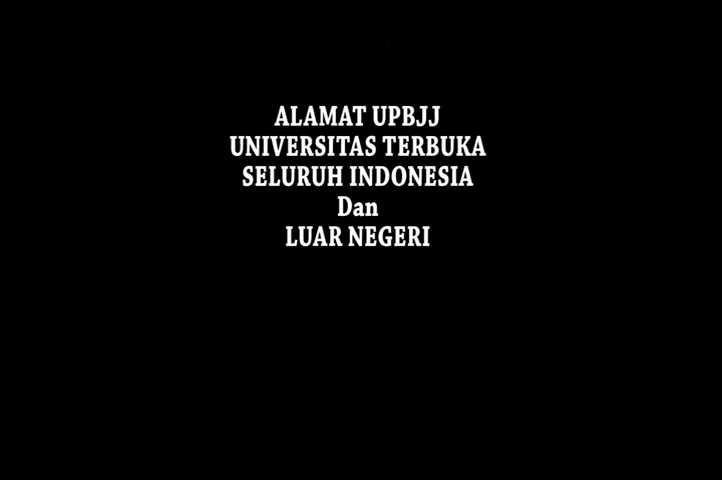 ALAMAT UPBJJ
UNIVERSITAS TERBUKA
SELURUH INDONESIA
Dan
LUAR NEGERI